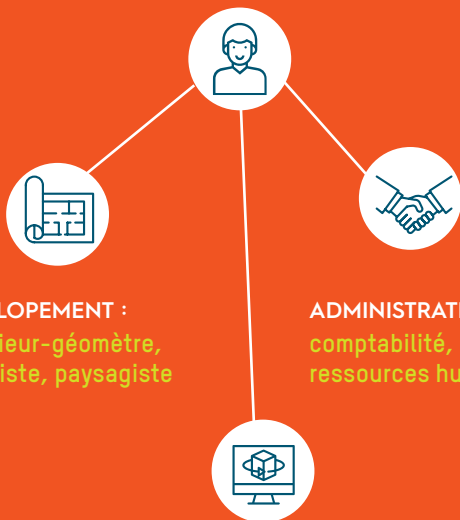 LOPEMENT :
ieur-géomètre,
iste, paysagiste
ADMINISTRATI
comptabilité,
ressources hu